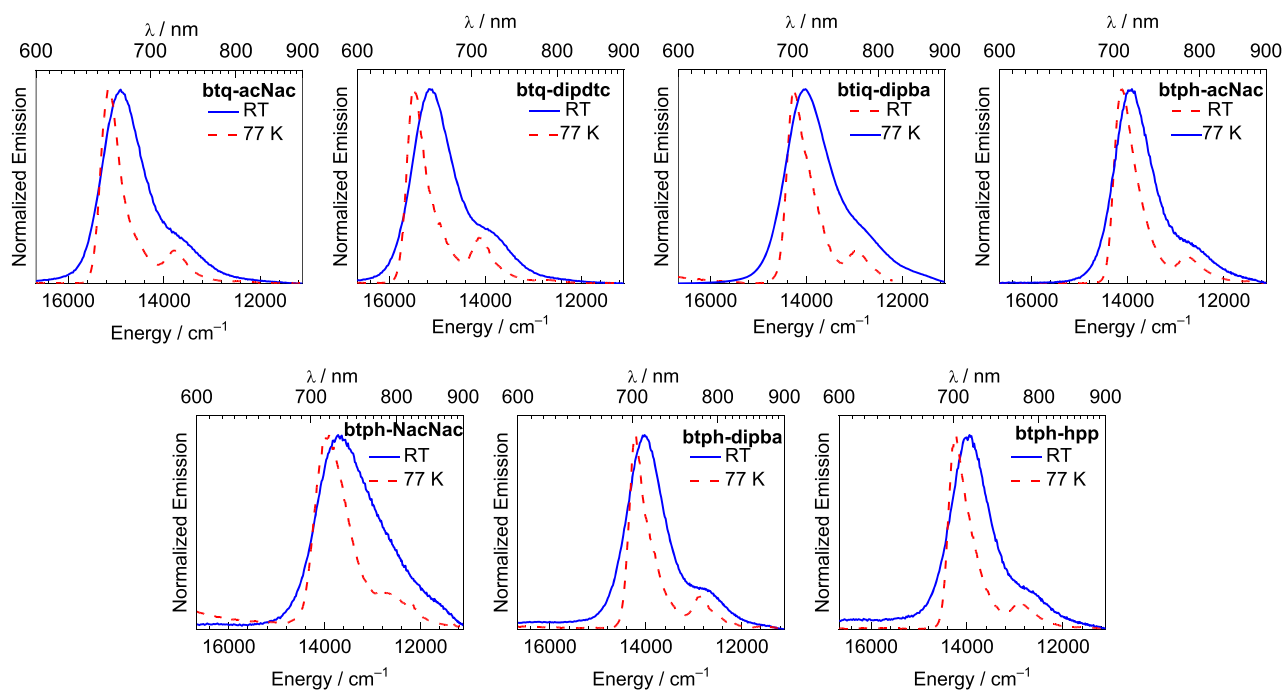 λ / nm
600 700 800 900
btq-acNac
RT
77 K
Normalized Emission
16000 14000 12000
Energy / cm⁻¹
λ / nm
600 700 800 900
btq-dipdtc
RT
77 K
Normalized Emission
16000 14000 12000
Energy / cm⁻¹
λ / nm
600 700 800 900
btiq-dipba
RT
77 K
Normalized Emission
16000 14000 12000
Energy / cm⁻¹
λ / nm
600 700 800 900
btph-acNac
RT
77 K
Normalized Emission
16000 14000 12000
Energy / cm⁻¹
λ / nm
600 700 800 900
btph-NacNac
RT
77 K
Normalized Emission
16000 14000 12000
Energy / cm⁻¹
λ / nm
600 700 800 900
btph-dipba
RT
77 K
Normalized Emission
16000 14000 12000
Energy / cm⁻¹
λ / nm
600 700 800 900
btph-hpp
RT
77 K
Normalized Emission
16000 14000 12000
Energy / cm⁻¹